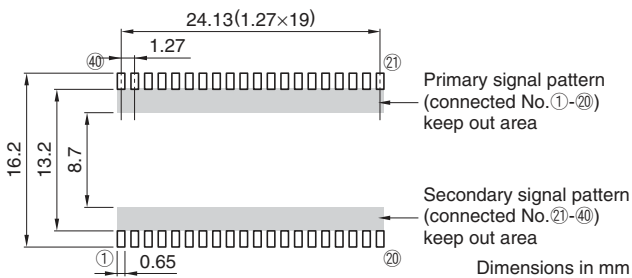 24.13(1.27×19)
1.27
㊵
㉑
Primary signal pattern
(connected No.①-⑳)
keep out area
16.2
13.2
8.7
Secondary signal pattern
(connected No.㉑-㊵)
keep out area
①
0.65
⑳
Dimensions in mm